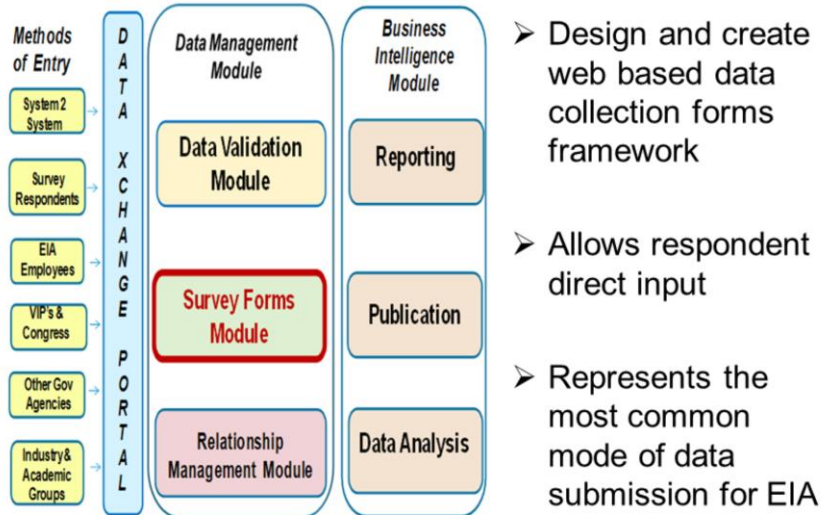 Methods
of Entry
System 2
System
Survey
Respondents
EIA
Employees
VIP's &
Congress
Other Gov
Agencies
Industry &
Academic
Groups
DATA XCHANGE PORTAL
Data Management
Module
Data Validation
Module
Survey Forms
Module
Relationship
Management Module
Business
Intelligence
Module
Reporting
Publication
Data Analysis
➢ Design and create
web based data
collection forms
framework
➢ Allows respondent
direct input
➢ Represents the
most common
mode of data
submission for EIA